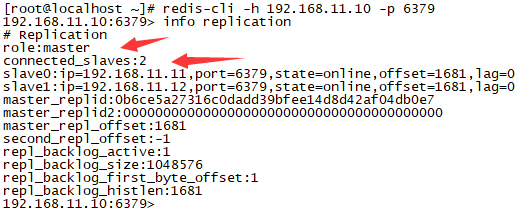 [root@localhost ~]# redis-cli -h 192.168.11.10 -p 6379
192.168.11.10:6379> info replication
# Replication
role:master
connected_slaves:2
slave0:ip=192.168.11.11,port=6379,state=online,offset=1681,lag=0
slave1:ip=192.168.11.12,port=6379,state=online,offset=1681,lag=0
master_replid:0b6ce5a27316c0dadd39bfee14d8d42af04db0e7
master_replid2:0000000000000000000000000000000000000000
master_repl_offset:1681
second_repl_offset:-1
repl_backlog_active:1
repl_backlog_size:1048576
repl_backlog_first_byte_offset:1
repl_backlog_histlen:1681
192.168.11.10:6379>